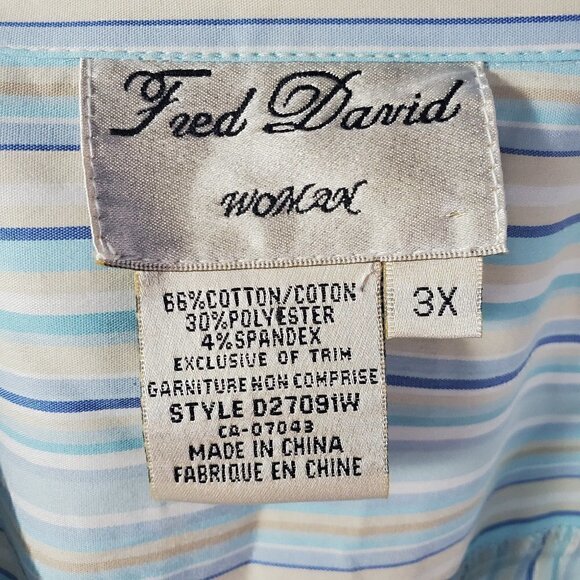 Fred David
WOMAN
66%COTTON/COTON
30%POLYESTER
4%SPANDEX
EXCLUSIVE OF TRIM
GARNITURE NON COMPRISE
STYLE D27091W
CA-07043
MADE IN CHINA
FABRIQUE EN CHINE
3X